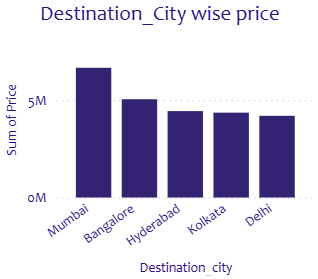 Destination_City wise price
Sum of Price
5M
0M
Mumbai
Bangalore
Hyderabad
Kolkata
Delhi
Destination_city